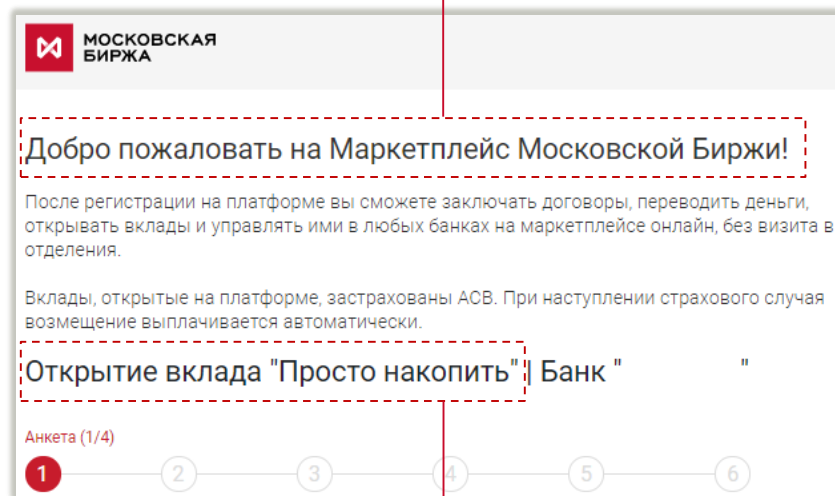 МОСКОВСКАЯ
БИРЖА
Добро пожаловать на Маркетплейс Московской Биржи!
После регистрации на платформе вы сможете заключать договоры, переводить деньги,
открывать вклады и управлять ими в любых банках на маркетплейсе онлайн, без визита в
отделения.
Вклады, открытые на платформе, застрахованы АСВ. При наступлении страхового случая
возмещение выплачивается автоматически.
Открытие вклада "Просто накопить" | Банк " "
Анкета (1/4)
1 2 3 4 5 6